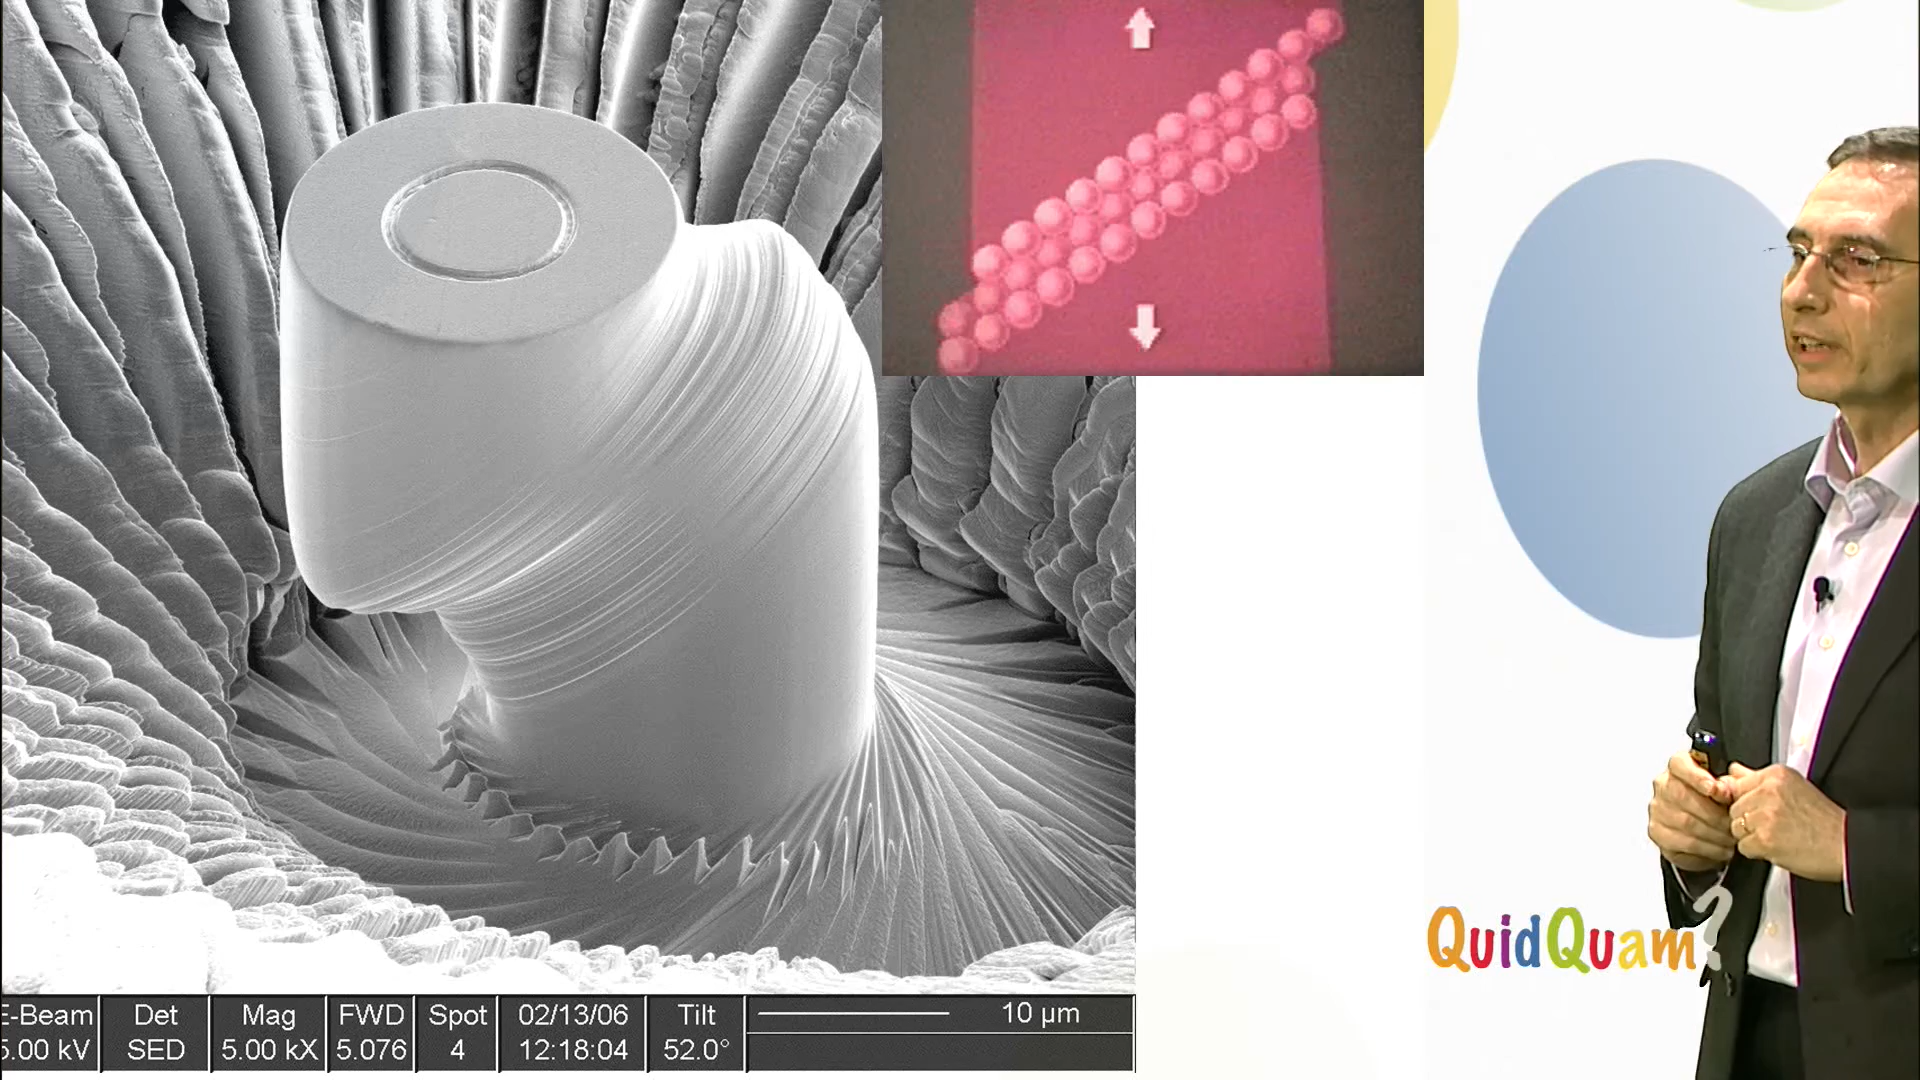 E-Beam Det Mag FWD Spot 02/13/06 Tilt 10 µm
5.00 kV SED 5.00 kX 5.076 4 12:18:04 52.0°
QuidQuam?